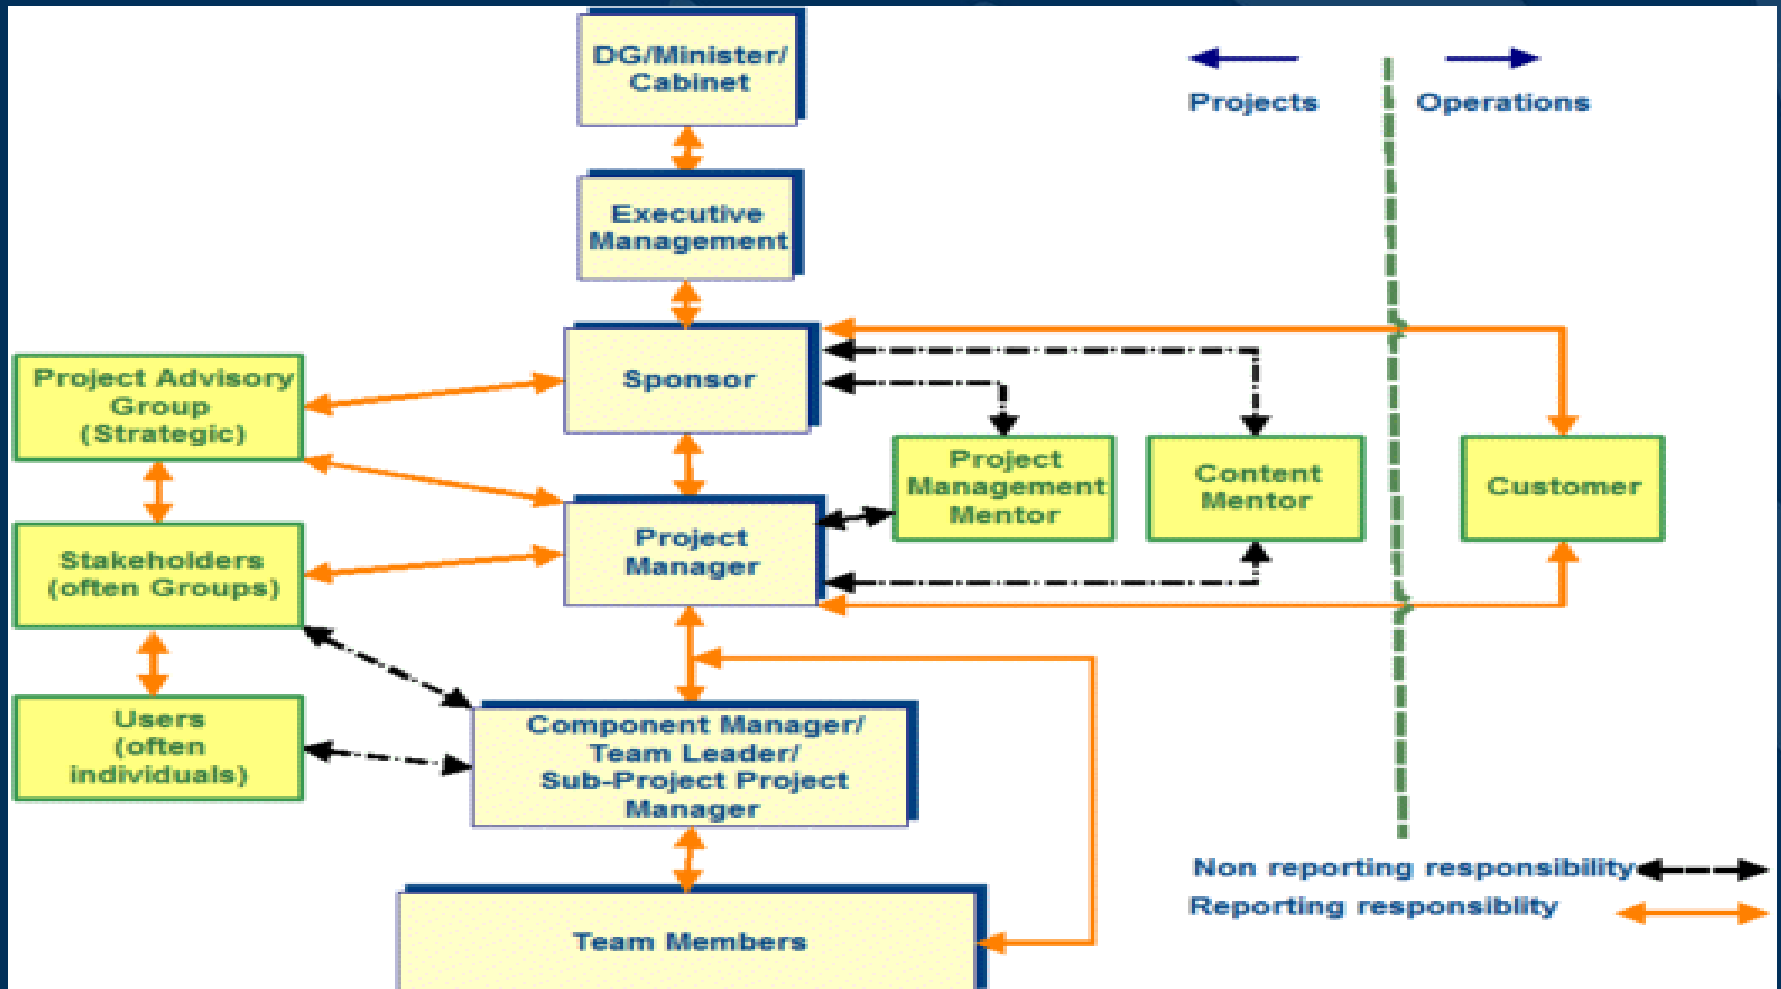 DG/Minister/
Cabinet
Projects
Operations
Executive
Management
Sponsor
Project Advisory
Group
(Strategic)
Project
Management
Mentor
Content
Mentor
Customer
Project
Manager
Stakeholders
(often Groups)
Users
(often
individuals)
Component Manager/
Team Leader/
Sub-Project Project
Manager
Non reporting responsibility
Reporting responsiblity
Team Members